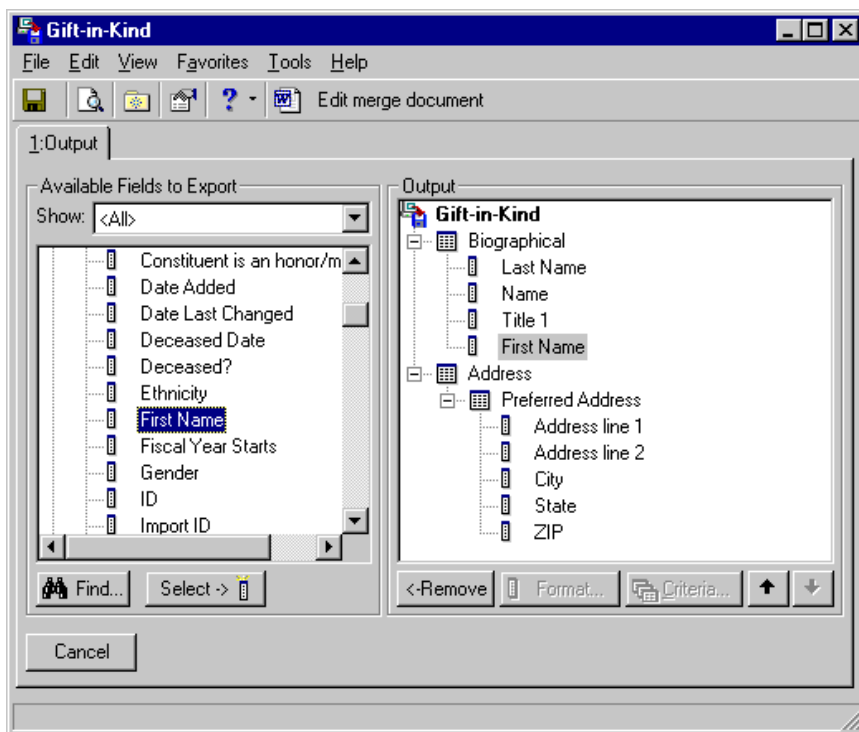 Gift-in-Kind
File Edit View Favorites Tools Help
? Edit merge document
1:Output
Available Fields to Export
Show: <All>
Constituent is an honor/m
Date Added
Date Last Changed
Deceased Date
Deceased?
Ethnicity
First Name
Fiscal Year Starts
Gender
ID
Import ID
Find... Select ->
Output
Gift-in-Kind
Biographical
Last Name
Name
Title 1
First Name
Address
Preferred Address
Address line 1
Address line 2
City
State
ZIP
<-Remove Format... Criteria...
Cancel